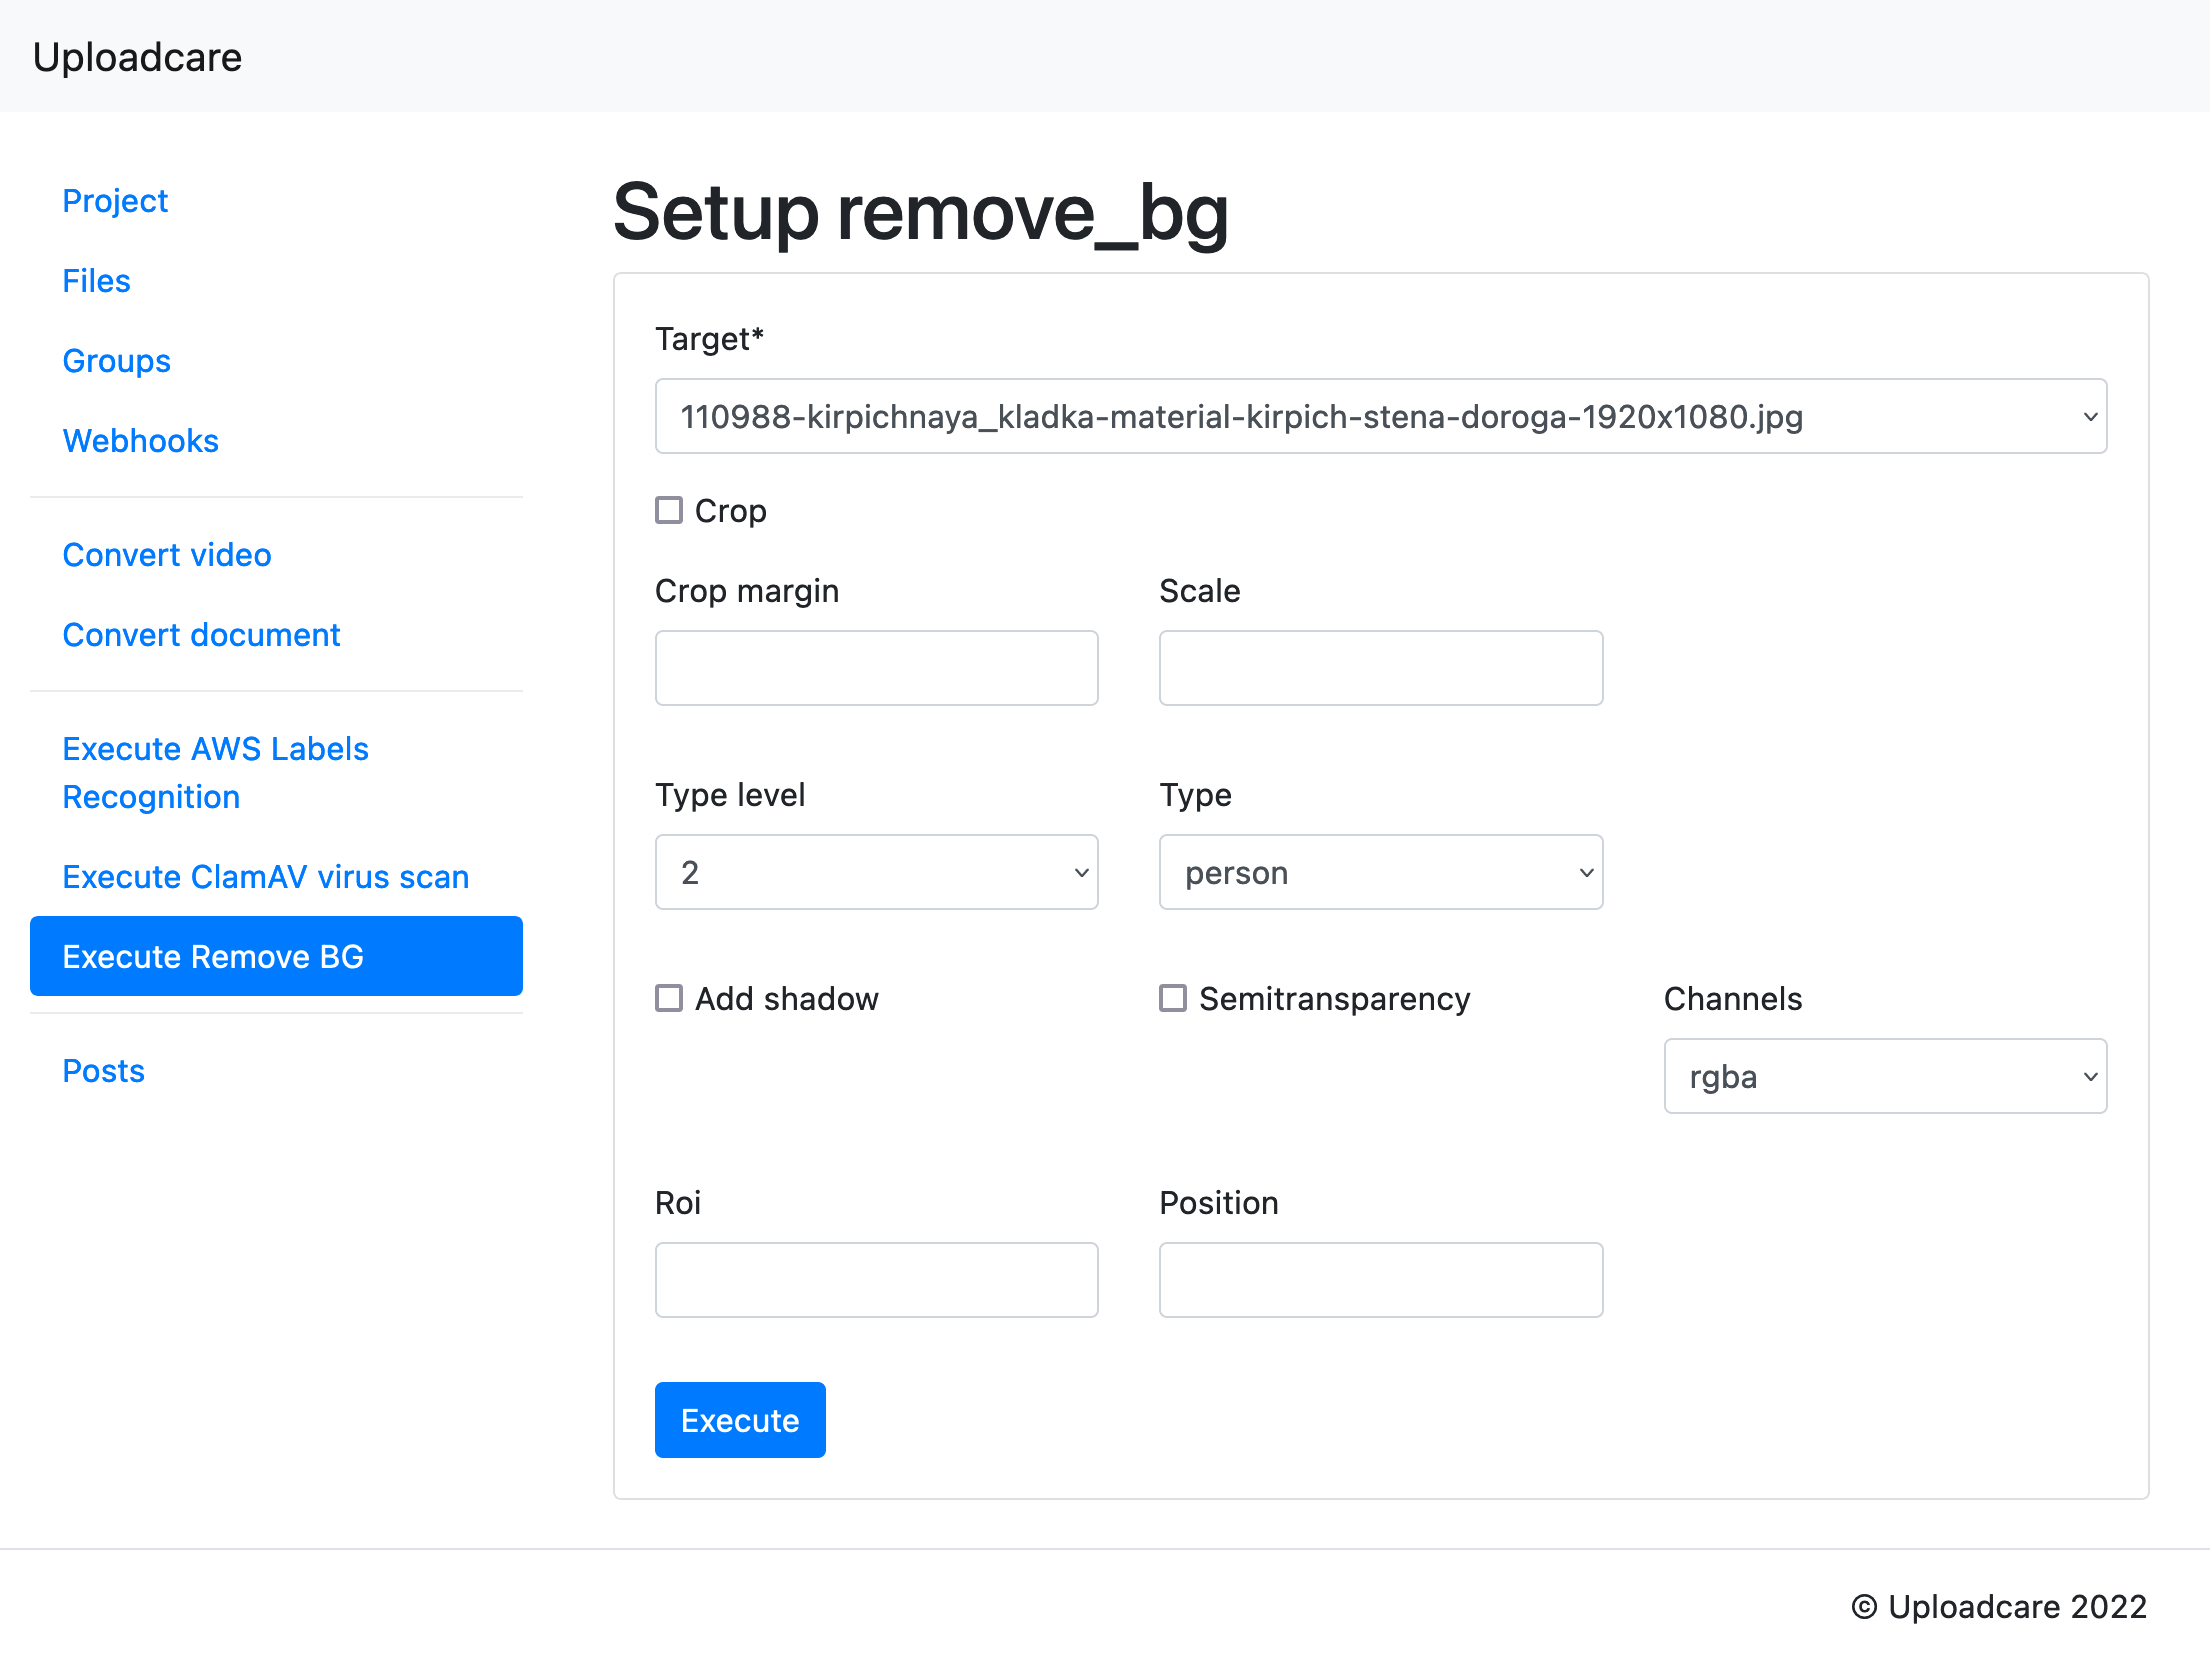 Uploadcare
Project
Files
Groups
Webhooks
Convert video
Convert document
Execute AWS Labels
Recognition
Execute ClamAV virus scan
Execute Remove BG
Posts
Setup remove_bg
Target*
110988-kirpichnaya_kladka-material-kirpich-stena-doroga-1920x1080.jpg
Crop
Crop margin
Scale
Type level
Type
2
person
Add shadow
Semitransparency
Channels
rgba
Roi
Position
Execute
© Uploadcare 2022